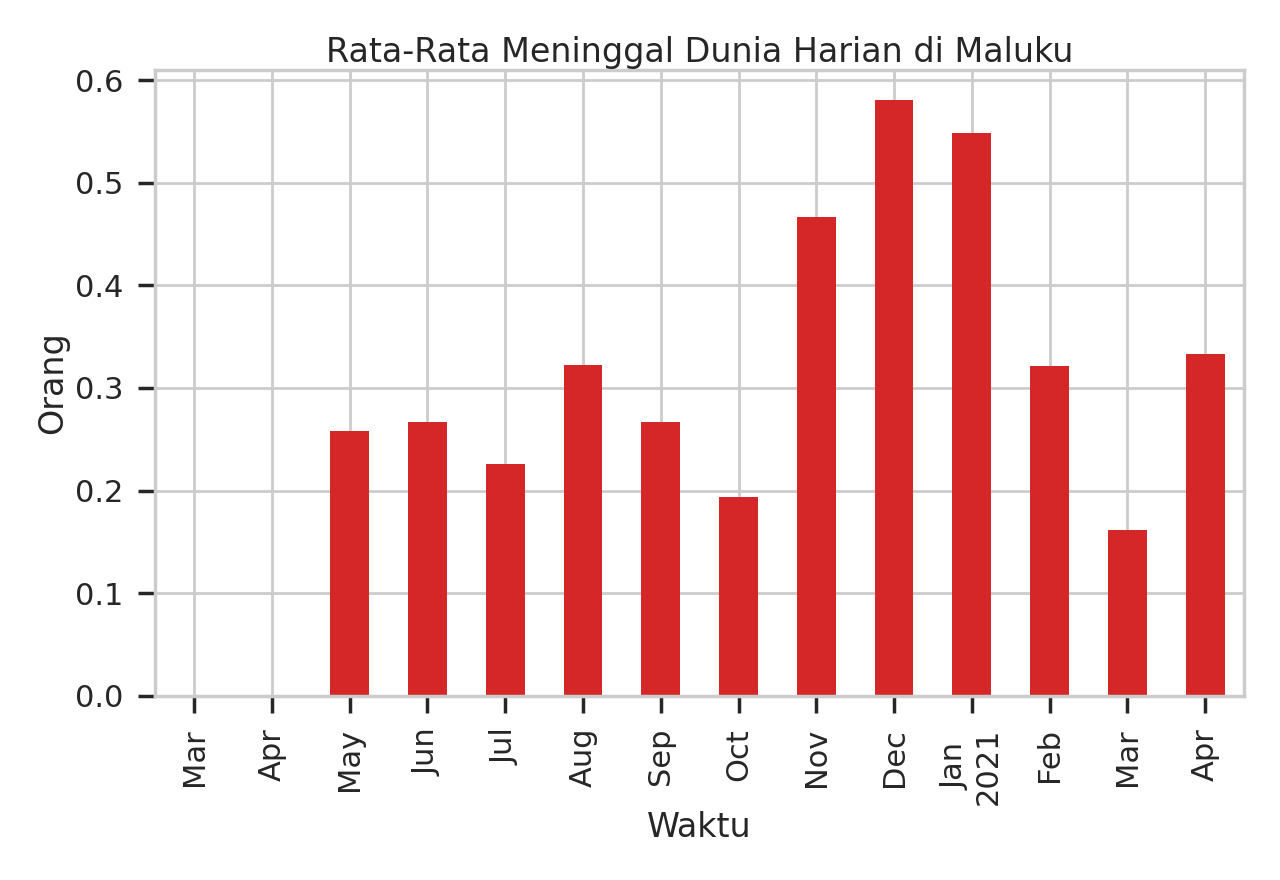 Rata-Rata Meninggal Dunia Harian di Maluku
0.6
0.5
0.4
0.3
0.2
0.1
0.0
Orang
Mar
Apr
May
Jun
Jul
Aug
Sep
Oct
Nov
Dec
Jan
2021
Feb
Mar
Apr
Waktu